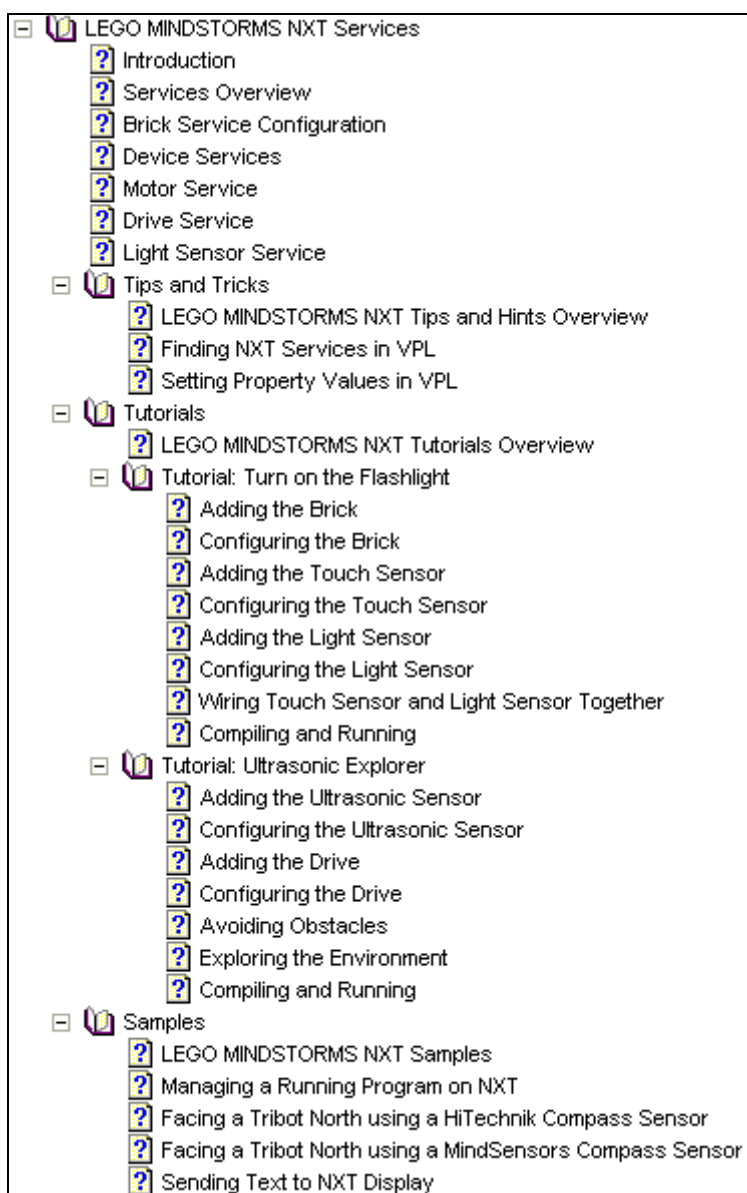 LEGO MINDSTORMS NXT Services
Introduction
Services Overview
Brick Service Configuration
Device Services
Motor Service
Drive Service
Light Sensor Service
Tips and Tricks
LEGO MINDSTORMS NXT Tips and Hints Overview
Finding NXT Services in VPL
Setting Property Values in VPL
Tutorials
LEGO MINDSTORMS NXT Tutorials Overview
Tutorial: Turn on the Flashlight
Adding the Brick
Configuring the Brick
Adding the Touch Sensor
Configuring the Touch Sensor
Adding the Light Sensor
Configuring the Light Sensor
Wiring Touch Sensor and Light Sensor Together
Compiling and Running
Tutorial: Ultrasonic Explorer
Adding the Ultrasonic Sensor
Configuring the Ultrasonic Sensor
Adding the Drive
Configuring the Drive
Avoiding Obstacles
Exploring the Environment
Compiling and Running
Samples
LEGO MINDSTORMS NXT Samples
Managing a Running Program on NXT
Facing a Tribot North using a HiTechnik Compass Sensor
Facing a Tribot North using a MindSensors Compass Sensor
Sending Text to NXT Display